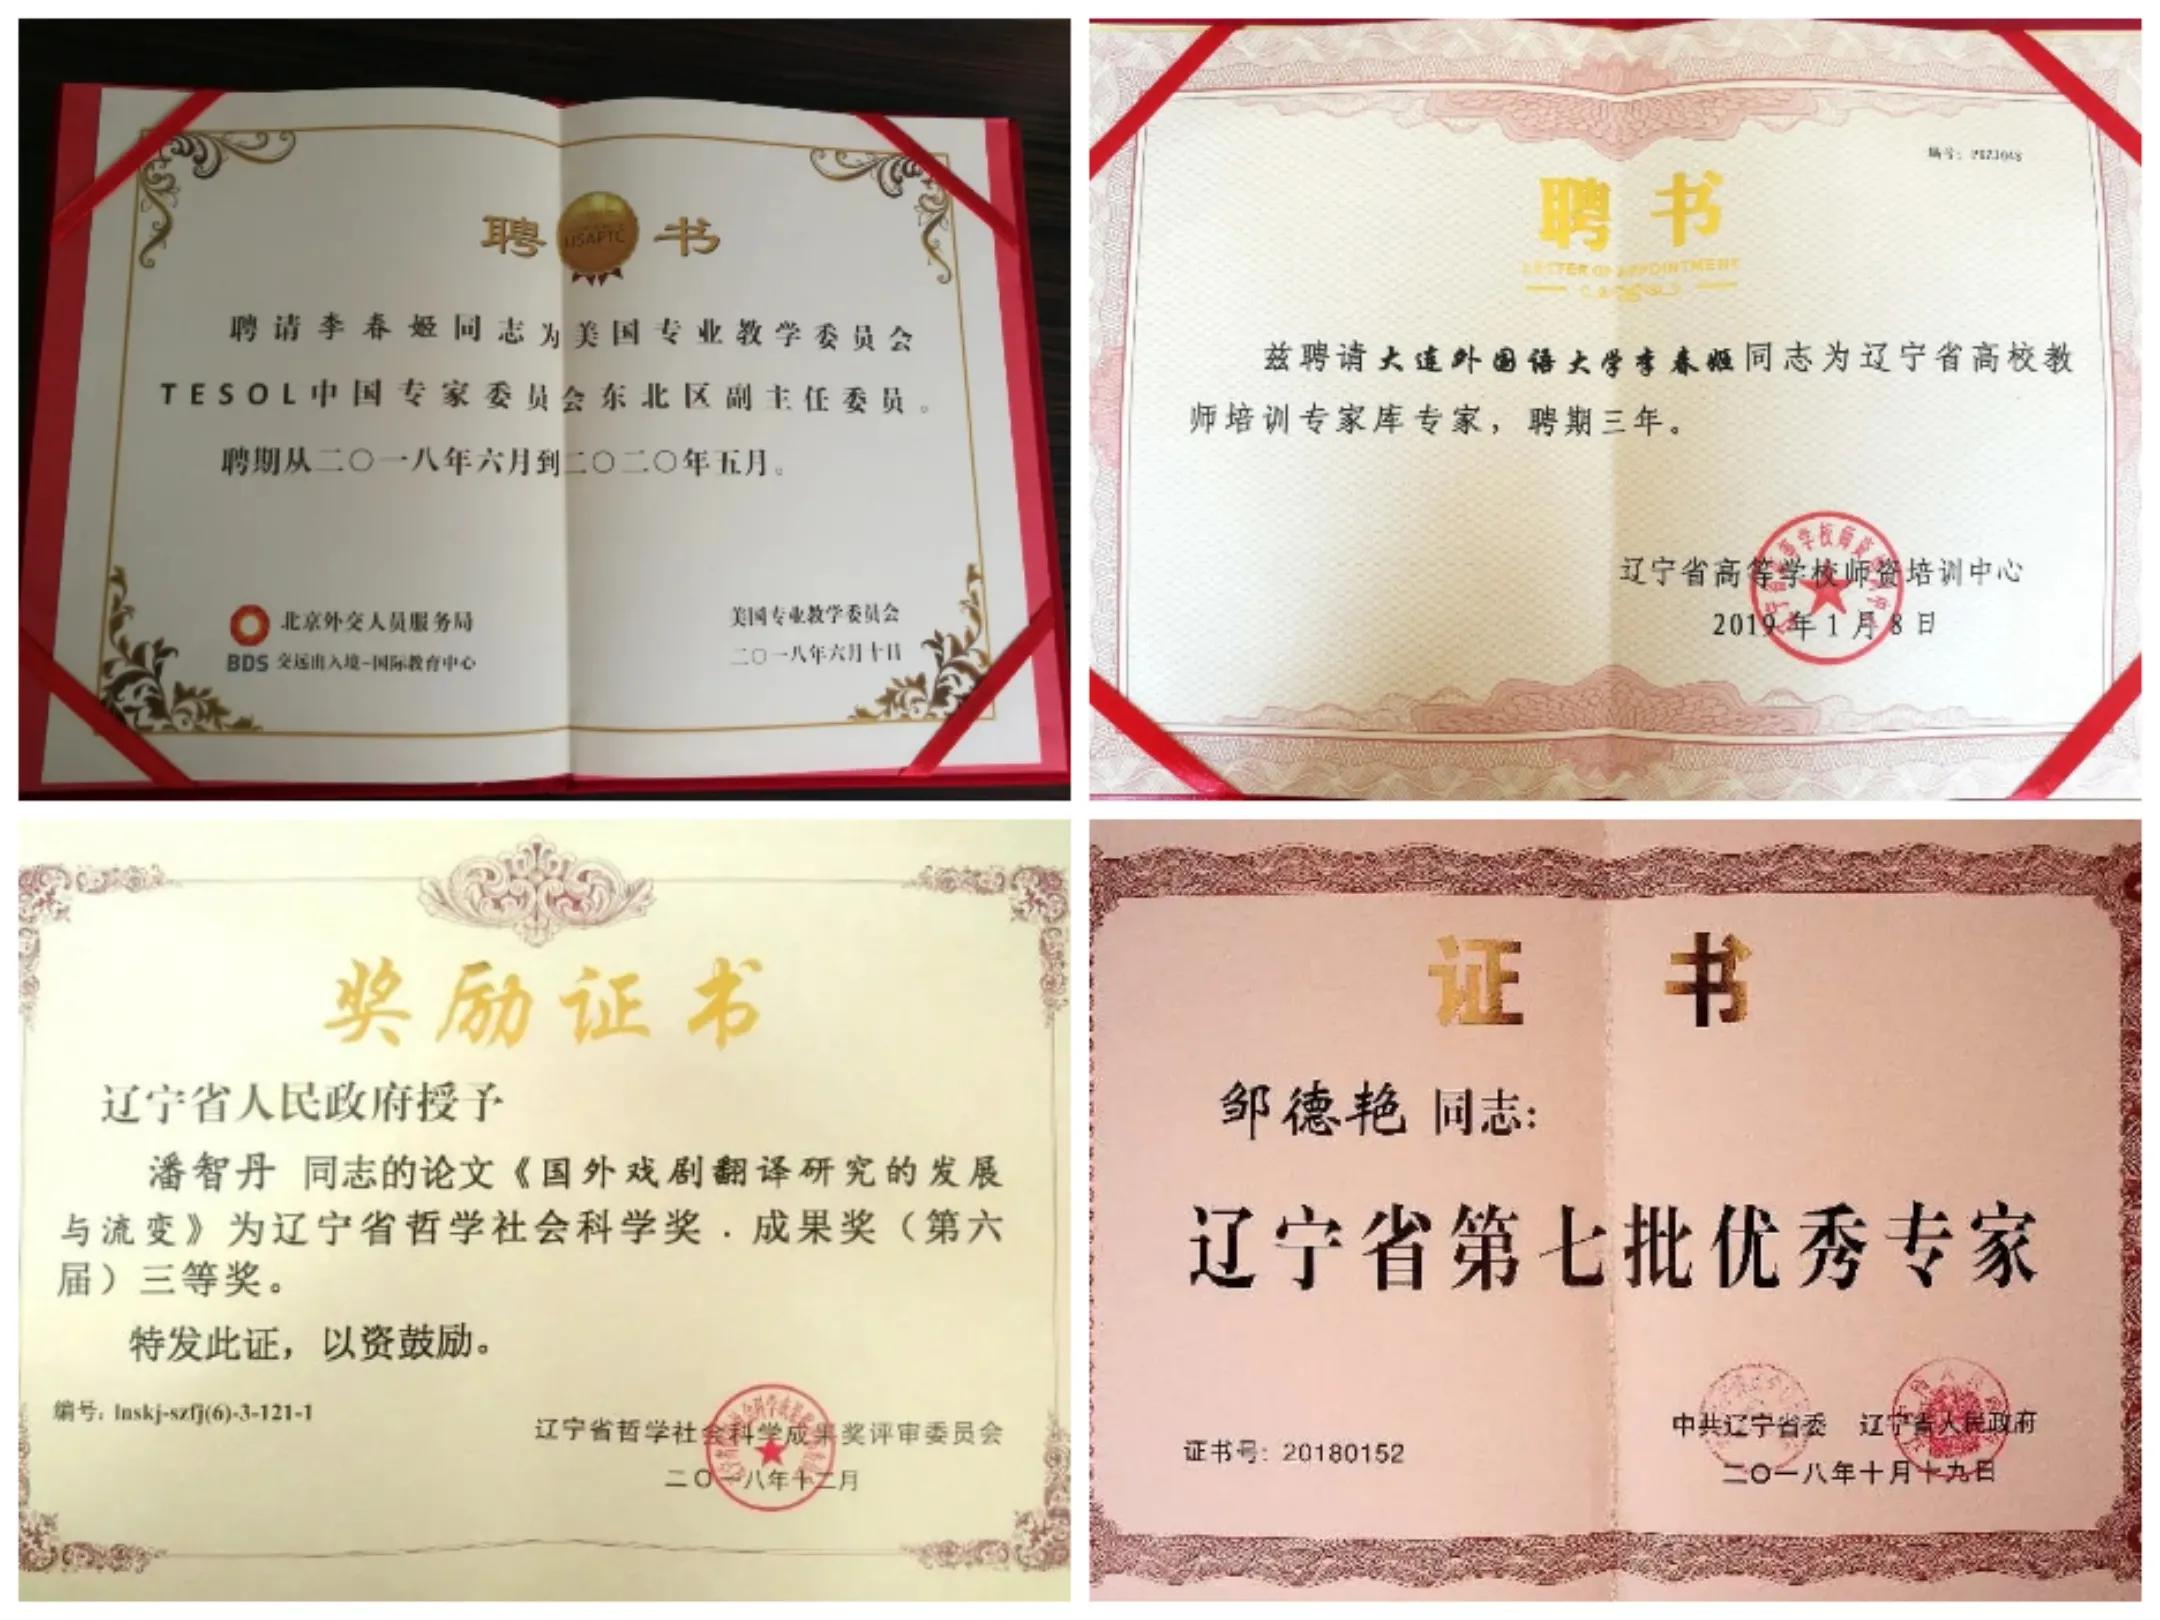 聘书
USAPTC
聘请李春姬同志为美国专业教学委员会
TESOL中国专家委员会东北区副主任委员。
聘期从二〇一八年六月到二〇二〇年五月。
北京外交人员服务局
BDS 交远出入境-国际教育中心
美国专业教学委员会
二〇一八年六月十日
编号:
聘书
LETTER OF APPOINTMENT
兹聘请大连外国语大学李春姬同志为辽宁省高校教
师培训专家库专家，聘期三年。
辽宁省高等学校师资培训中心
2019年1月8日
奖励证书
辽宁省人民政府授予
潘智丹 同志的论文《国外戏剧翻译研究的发展
与流变》为辽宁省哲学社会科学奖.成果奖（第六
届）三等奖。
特发此证，以资鼓励。
编号: lnskj-szfj(6)-3-121-1
辽宁省哲学社会科学成果奖评审委员会
二〇一八年十二月
证书
邹德艳 同志:
辽宁省第七批优秀专家
证书号: 20180152
中共辽宁省委 辽宁省人民政府
二〇一八年十月十九日